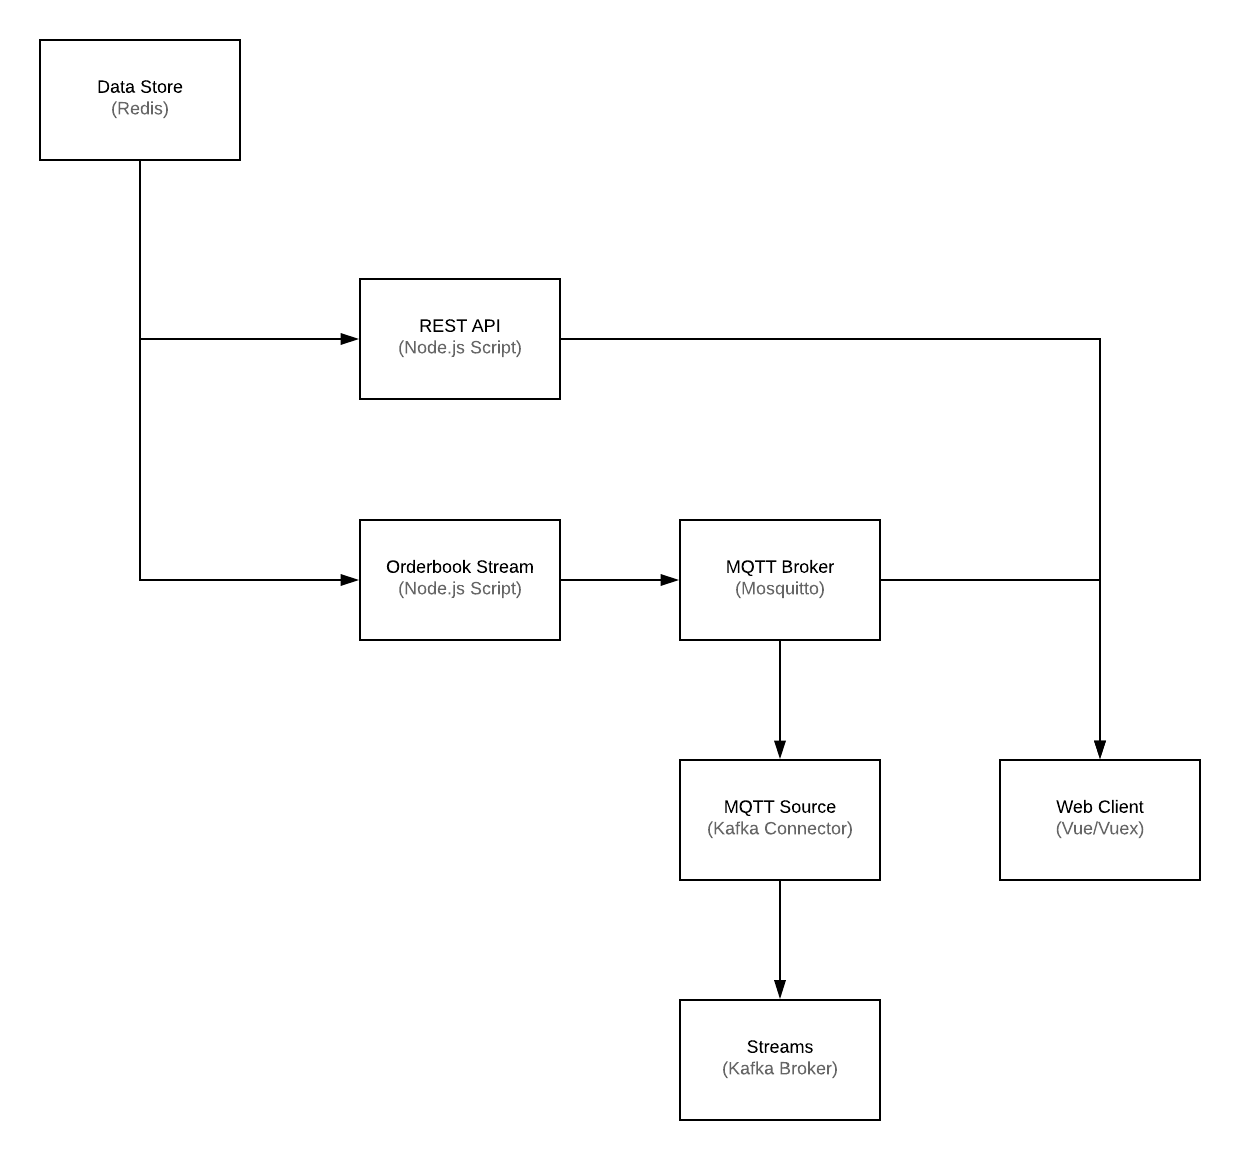 Data Store
(Redis)
REST API
(Node.js Script)
Orderbook Stream
(Node.js Script)
MQTT Broker
(Mosquitto)
MQTT Source
(Kafka Connector)
Web Client
(Vue/Vuex)
Streams
(Kafka Broker)